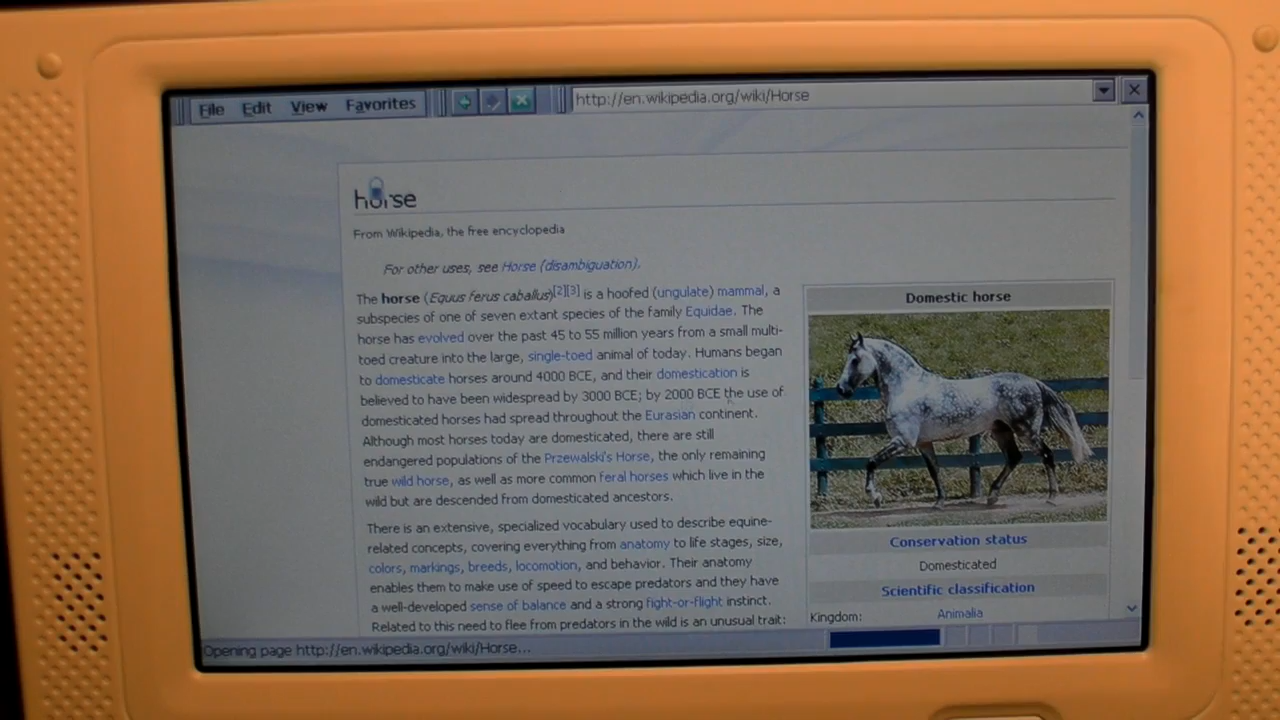 File Edit View Favorites http://en.wikipedia.org/wiki/Horse
horse
From Wikipedia, the free encyclopedia
For other uses, see Horse (disambiguation).
The horse (Equus ferus caballus)[2][3] is a hoofed (ungulate) mammal, a
subspecies of one of seven extant species of the family Equidae. The
horse has evolved over the past 45 to 55 million years from a small multi-
toed creature into the large, single-toed animal of today. Humans began
to domesticate horses around 4000 BCE, and their domestication is
believed to have been widespread by 3000 BCE; by 2000 BCE the use of
domesticated horses had spread throughout the Eurasian continent.
Although most horses today are domesticated, there are still
endangered populations of the Przewalski's Horse, the only remaining
true wild horse, as well as more common feral horses which live in the
wild but are descended from domesticated ancestors.
There is an extensive, specialized vocabulary used to describe equine-
related concepts, covering everything from anatomy to life stages, size,
colors, markings, breeds, locomotion, and behavior. Their anatomy
enables them to make use of speed to escape predators and they have
a well-developed sense of balance and a strong fight-or-flight instinct.
Related to this need to flee from predators in the wild is an unusual trait:
Domestic horse
Conservation status
Domesticated
Scientific classification
Kingdom: Animalia
Opening page http://en.wikipedia.org/wiki/Horse...